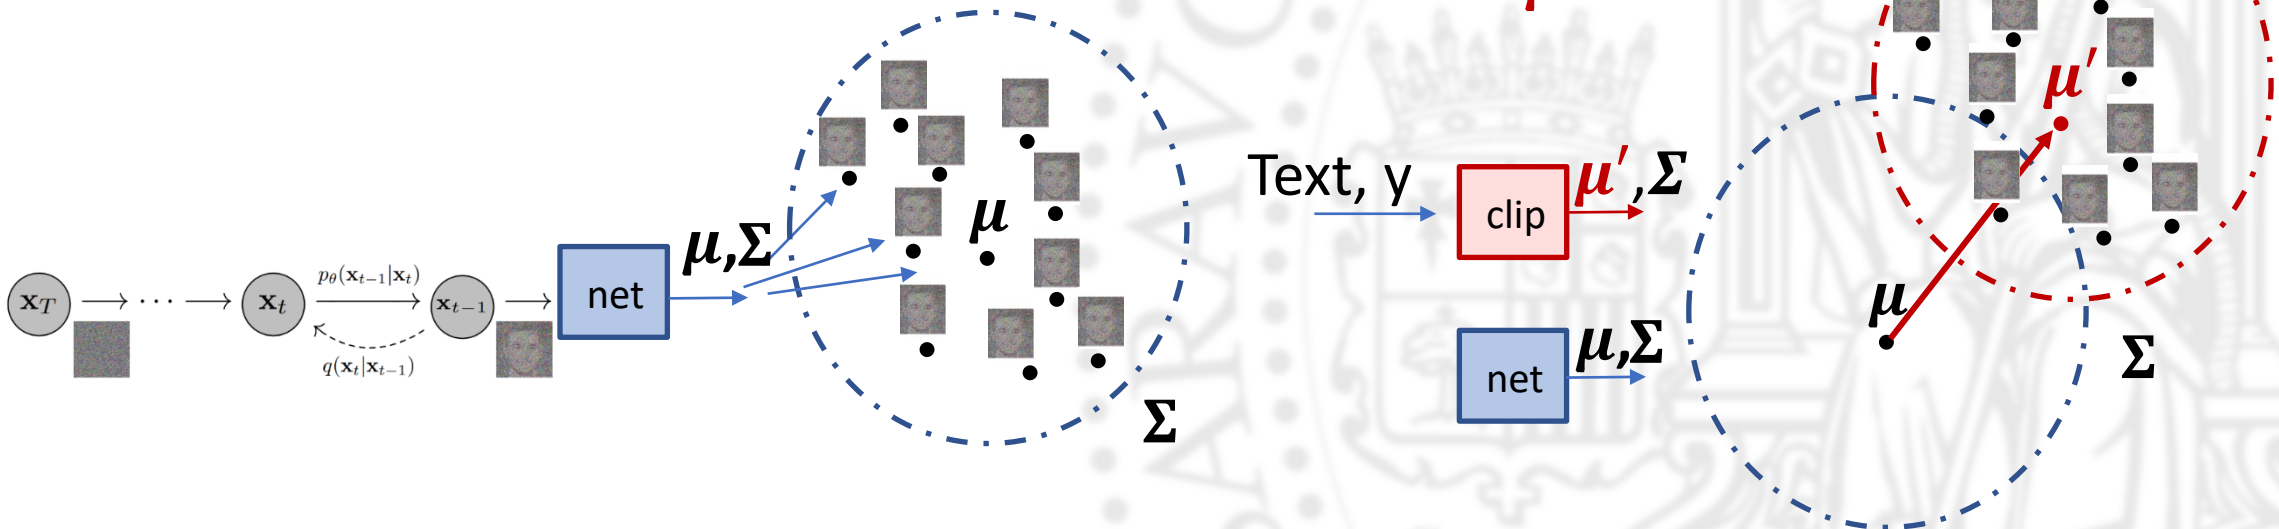 x_T → ··· → x_t
p_θ(x_{t−1}|x_t)
x_{t−1}
q(x_t|x_{t−1})
net
μ,Σ
μ
Σ
Text, y
clip
μ′,Σ
net
μ,Σ
μ′
μ
Σ